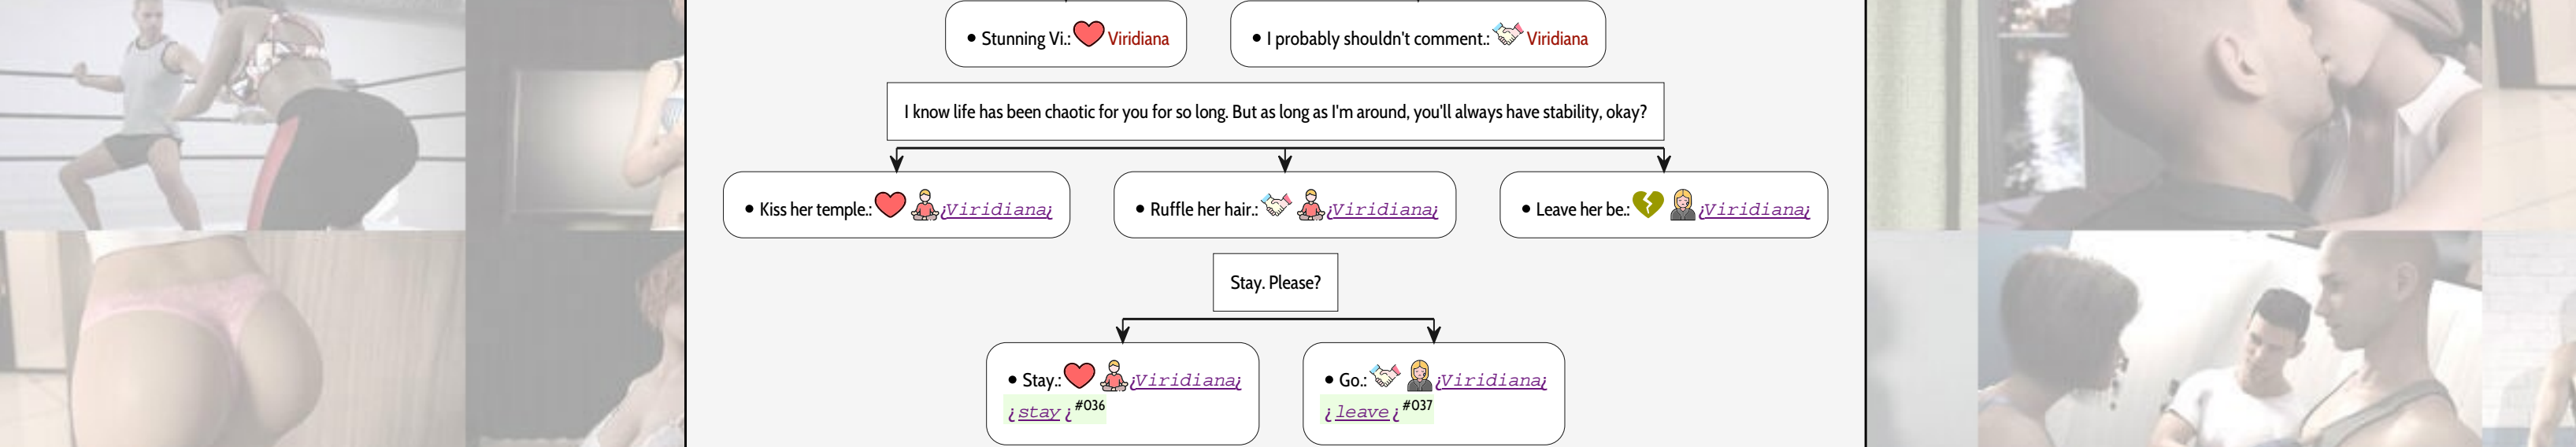 • Stunning Vi.: Viridiana
• I probably shouldn't comment.: Viridiana
I know life has been chaotic for you for so long. But as long as I'm around, you'll always have stability, okay?
• Kiss her temple.: ¿Viridiana¿
• Ruffle her hair.: ¿Viridiana¿
• Leave her be.: ¿Viridiana¿
Stay. Please?
• Stay.: ¿Viridiana¿
¿stay¿#036
• Go.: ¿Viridiana¿
¿leave¿#037